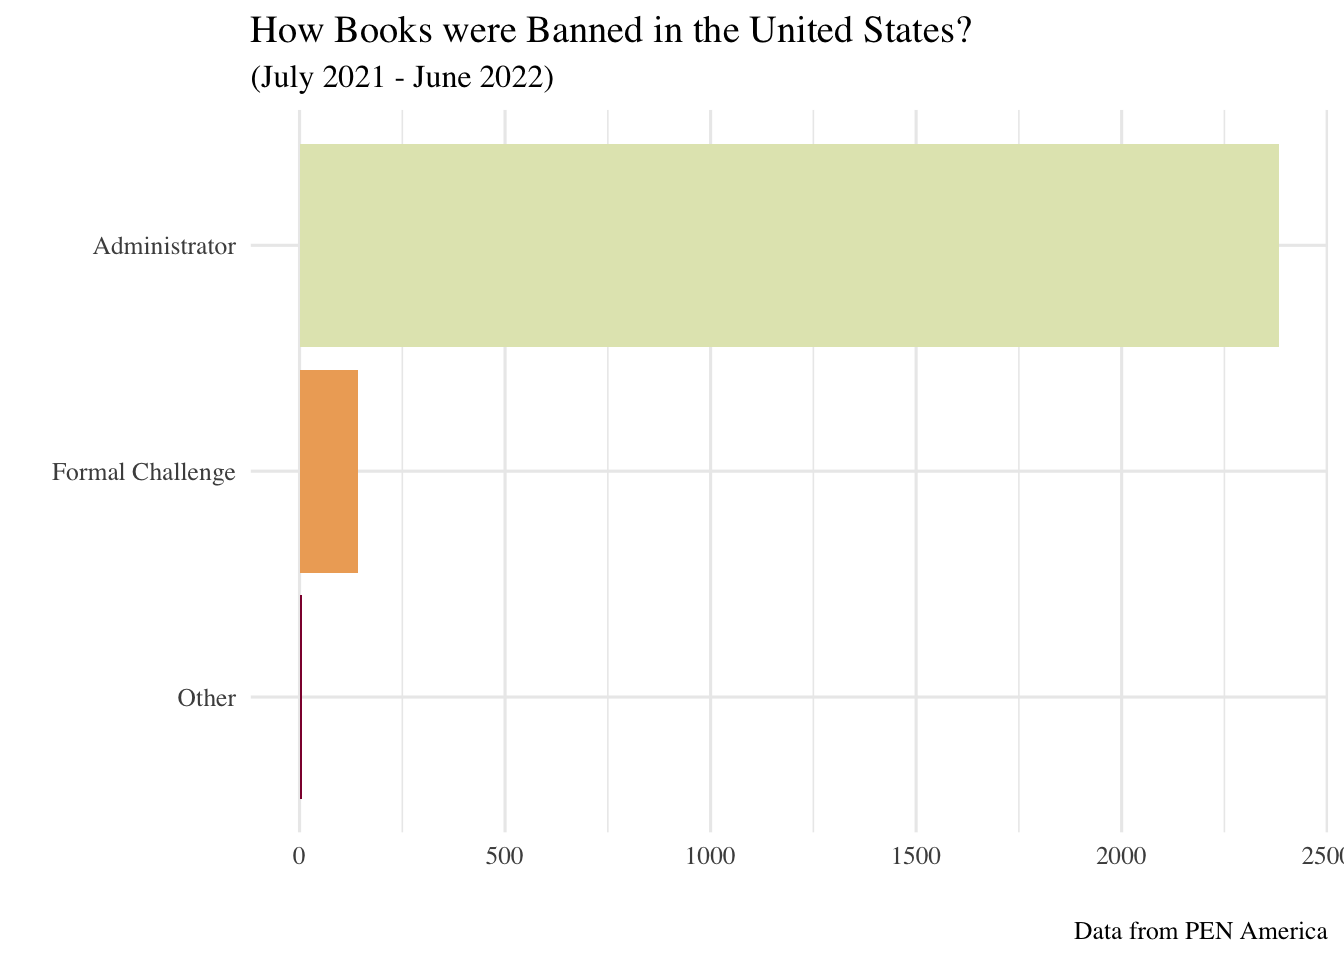 How Books were Banned in the United States?
(July 2021 - June 2022)
Administrator
Formal Challenge
Other
0 500 1000 1500 2000 2500
Data from PEN America